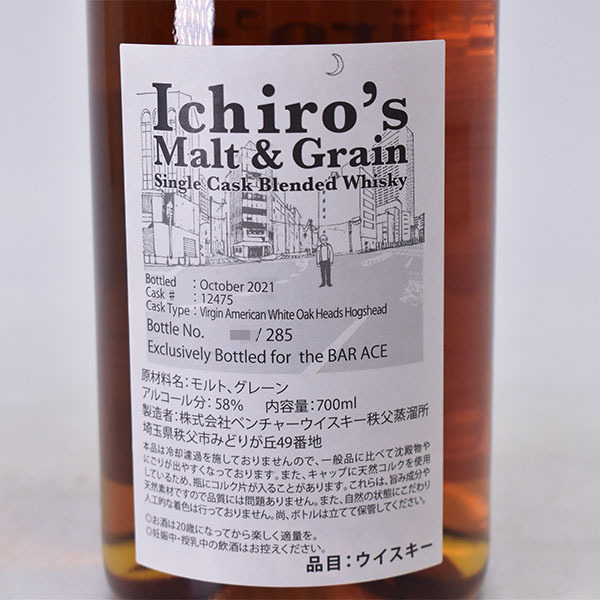 Ichiro's
Malt & Grain
Single Cask Blended Whisky
Bottled : October 2021
Cask # : 12475
Cask Type : Virgin American White Oak Heads Hogshead
Bottle No. / 285
Exclusively Bottled for the BAR ACE
原材料名：モルト、グレーン
アルコール分：58% 内容量：700ml
製造者：株式会社ベンチャーウイスキー秩父蒸溜所
埼玉県秩父市みどりが丘49番地
本品は冷却濾過を施しておりませんので、一般品に比べて沈殿物や
にごりが出やすくなっております。また、キャップに天然コルクを使用
しているため、瓶にコルク片が入ることがあります。これらは、旨み成分や
天然素材ですので品質には問題ありません。また、自然の状態にこだわり
人工的な着色は行っておりません。尚、ボトルは立てて保管してください。
◎お酒は20歳になってから楽しく適量を。
◎妊娠中・授乳中の飲酒はお控えください。
品目：ウイスキー